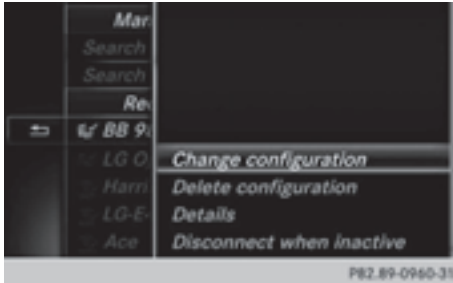 Mar
Search
Search
Re
BB 9
LG O
Harri
LG-E
Ace
Change configuration
Delete configuration
Details
Disconnect when inactive
P82.89-0960-31